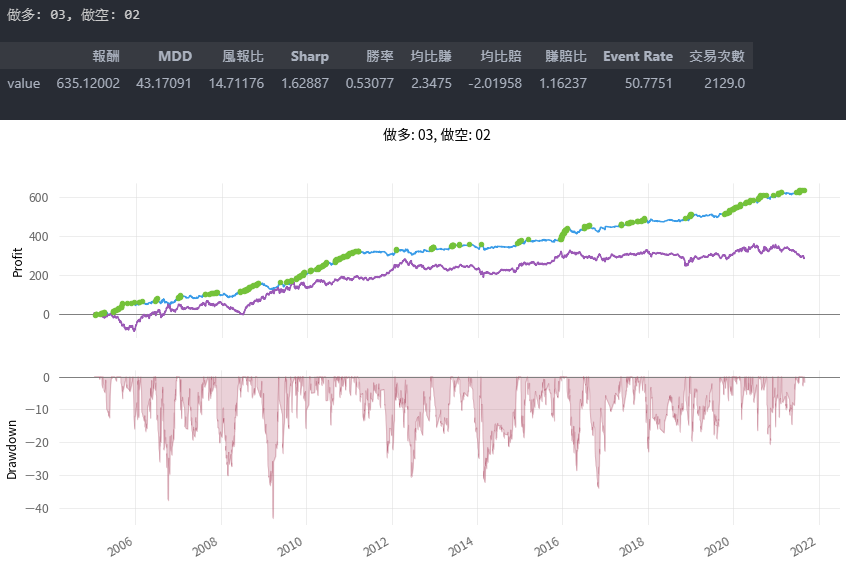 做多: 03, 做空: 02
報酬 MDD 風報比 Sharp 勝率 均比賺 均比賠 賺賠比 Event Rate 交易次數
value 635.12002 43.17091 14.71176 1.62887 0.53077 2.3475 -2.01958 1.16237 50.7751 2129.0
做多: 03, 做空: 02
600
400
200
0
Profit
0
−10
−20
−30
−40
Drawdown
2006 2008 2010 2012 2014 2016 2018 2020 2022